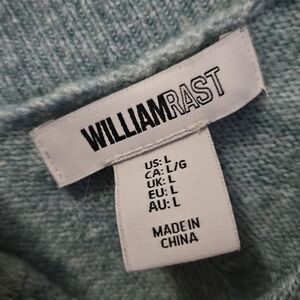 WILLIAMRAST
US: L
CA: L/G
UK: L
EU: L
AU: L
MADE IN
CHINA